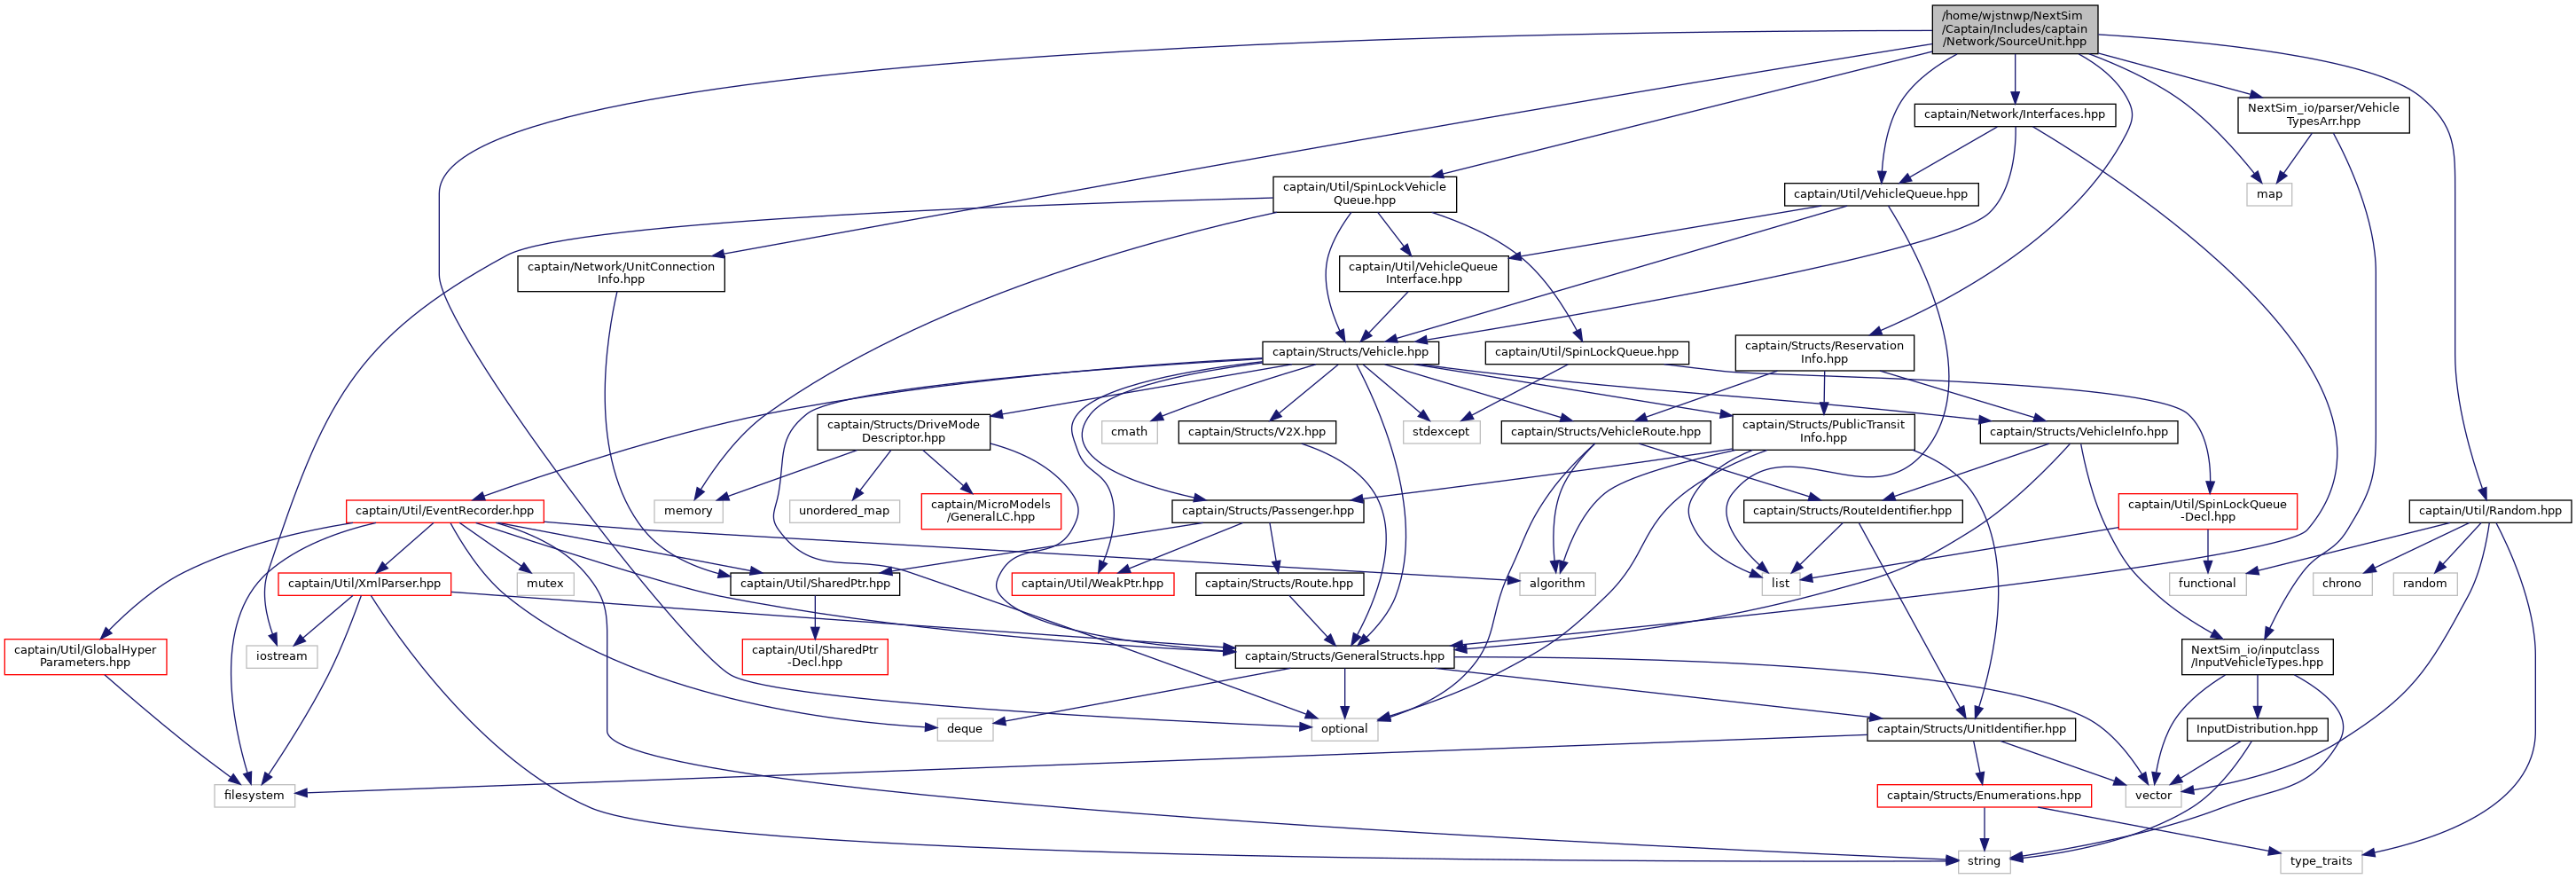 /home/wjstnwp/NextSim
/Captain/Includes/captain
/Network/SourceUnit.hpp
captain/Network/Interfaces.hpp
NextSim_io/parser/Vehicle
TypesArr.hpp
captain/Util/SpinLockVehicle
Queue.hpp
captain/Util/VehicleQueue.hpp
map
captain/Network/UnitConnection
Info.hpp
captain/Util/VehicleQueue
Interface.hpp
captain/Structs/Vehicle.hpp
captain/Util/SpinLockQueue.hpp
captain/Structs/Reservation
Info.hpp
captain/Structs/DriveMode
Descriptor.hpp
cmath
captain/Structs/V2X.hpp
stdexcept
captain/Structs/VehicleRoute.hpp
captain/Structs/PublicTransit
Info.hpp
captain/Structs/VehicleInfo.hpp
captain/Util/EventRecorder.hpp
memory
unordered_map
captain/MicroModels
/GeneralLC.hpp
captain/Structs/Passenger.hpp
captain/Structs/RouteIdentifier.hpp
captain/Util/SpinLockQueue
-Decl.hpp
captain/Util/Random.hpp
captain/Util/XmlParser.hpp
mutex
captain/Util/SharedPtr.hpp
captain/Util/WeakPtr.hpp
captain/Structs/Route.hpp
algorithm
list
functional
chrono
random
captain/Util/GlobalHyper
Parameters.hpp
iostream
captain/Util/SharedPtr
-Decl.hpp
captain/Structs/GeneralStructs.hpp
NextSim_io/inputclass
/InputVehicleTypes.hpp
deque
optional
captain/Structs/UnitIdentifier.hpp
InputDistribution.hpp
filesystem
captain/Structs/Enumerations.hpp
vector
string
type_traits